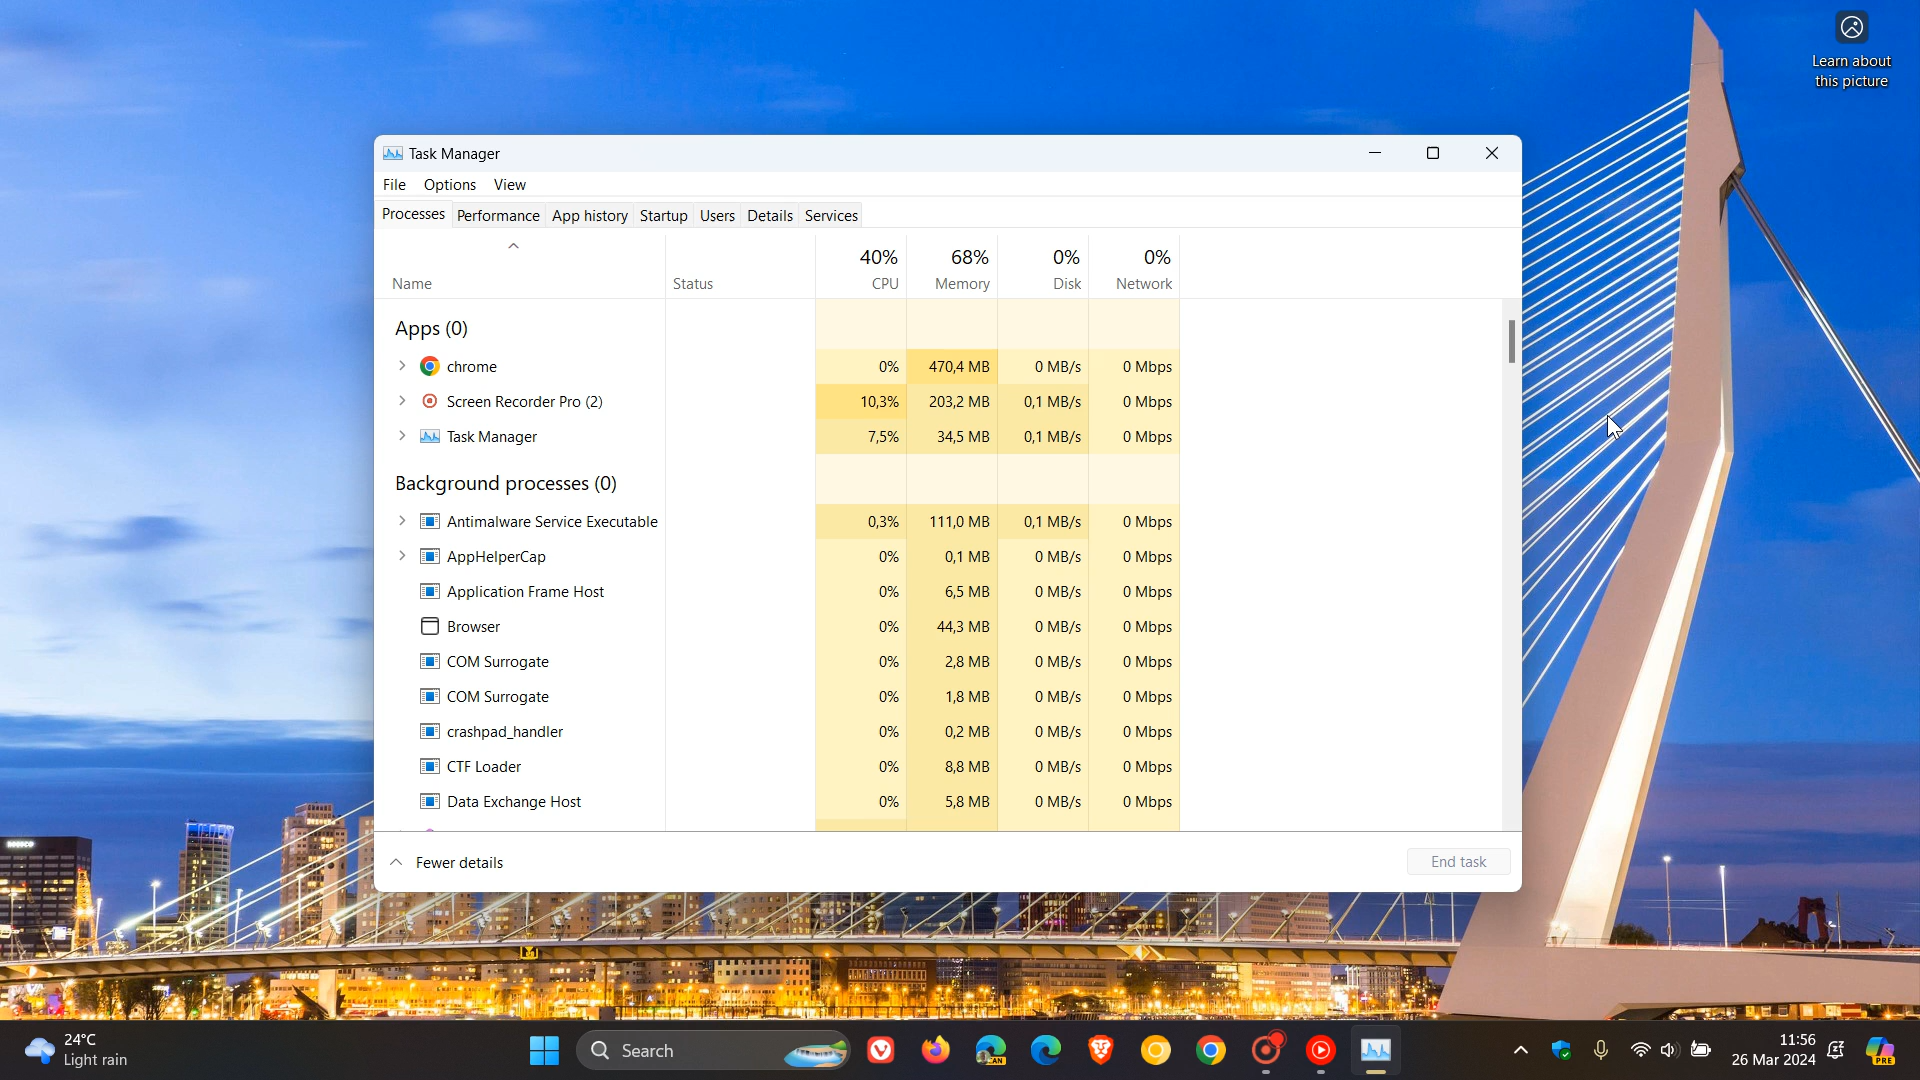 Learn about
this picture
Task Manager
File Options View
Processes Performance App history Startup Users Details Services
40% 68% 0% 0%
Name Status CPU Memory Disk Network
Apps (0)
chrome 0% 470,4 MB 0 MB/s 0 Mbps
Screen Recorder Pro (2) 10,3% 203,2 MB 0,1 MB/s 0 Mbps
Task Manager 7,5% 34,5 MB 0,1 MB/s 0 Mbps
Background processes (0)
Antimalware Service Executable 0,3% 111,0 MB 0,1 MB/s 0 Mbps
AppHelperCap 0% 0,1 MB 0 MB/s 0 Mbps
Application Frame Host 0% 6,5 MB 0 MB/s 0 Mbps
Browser 0% 44,3 MB 0 MB/s 0 Mbps
COM Surrogate 0% 2,8 MB 0 MB/s 0 Mbps
COM Surrogate 0% 1,8 MB 0 MB/s 0 Mbps
crashpad_handler 0% 0,2 MB 0 MB/s 0 Mbps
CTF Loader 0% 8,8 MB 0 MB/s 0 Mbps
Data Exchange Host 0% 5,8 MB 0 MB/s 0 Mbps
Fewer details End task
24°C
Light rain
Search
CAN
11:56
26 Mar 2024
PRE